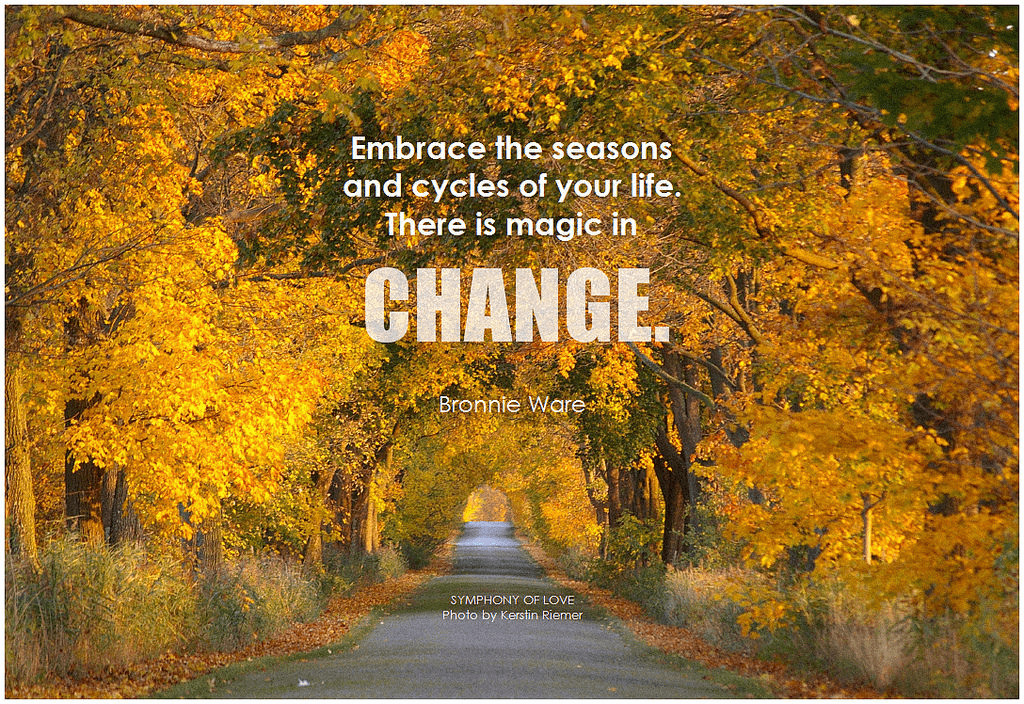 Embrace the seasons
and cycles of your life.
There is magic in
CHANGE.
Bronnie Ware
SYMPHONY OF LOVE
Photo by Kerstin Riemer